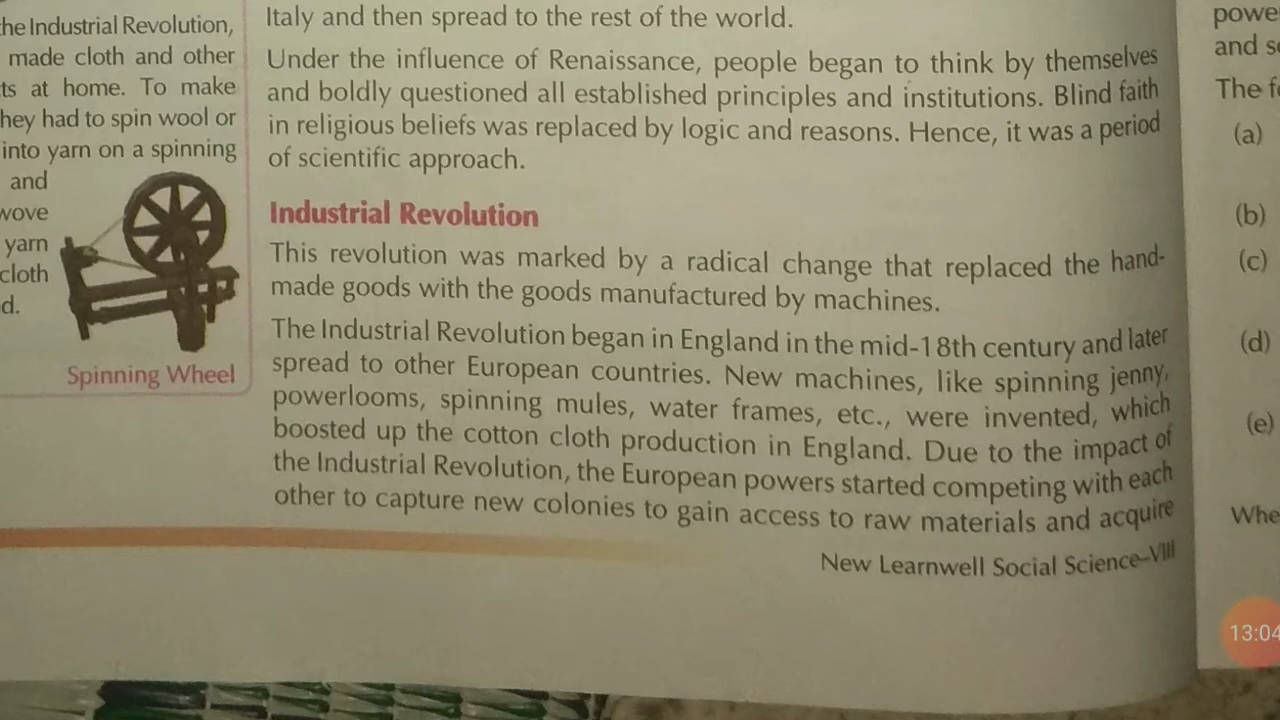 he Industrial Revolution,
made cloth and other
ts at home. To make
hey had to spin wool or
into yarn on a spinning
and
wove
yarn
cloth
d.
Spinning Wheel
Italy and then spread to the rest of the world.
Under the influence of Renaissance, people began to think by themselves
and boldly questioned all established principles and institutions. Blind faith
in religious beliefs was replaced by logic and reasons. Hence, it was a period
of scientific approach.
Industrial Revolution
This revolution was marked by a radical change that replaced the hand-
made goods with the goods manufactured by machines.
The Industrial Revolution began in England in the mid-18th century and later
spread to other European countries. New machines, like spinning jenny,
powerlooms, spinning mules, water frames, etc., were invented, which
boosted up the cotton cloth production in England. Due to the impact of
the Industrial Revolution, the European powers started competing with each
other to capture new colonies to gain access to raw materials and acquire
New Learnwell Social Science–VIII
powe
and s
The f
(a)
(b)
(c)
(d)
(e)
Whe
13:04